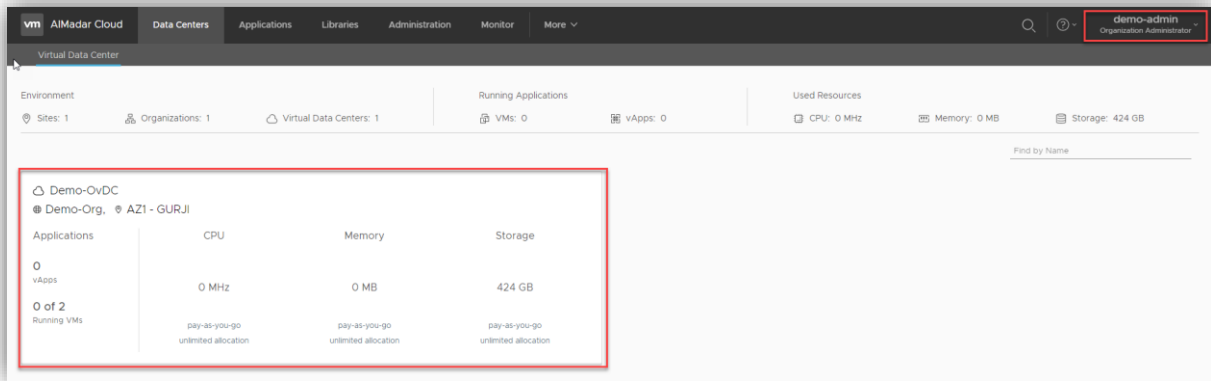 vm AlMadar Cloud Data Centers Applications Libraries Administration Monitor More demo-admin
Organization Administrator
Virtual Data Center
Environment Running Applications Used Resources
Sites: 1 Organizations: 1 Virtual Data Centers: 1 VMs: 0 vApps: 0 CPU: 0 MHz Memory: 0 MB Storage: 424 GB
Find by Name
Demo-OvDC
Demo-Org, AZ1 - GURJI
Applications CPU Memory Storage
0
vApps
0 MHz 0 MB 424 GB
0 of 2
Running VMs
pay-as-you-go pay-as-you-go pay-as-you-go
unlimited allocation unlimited allocation unlimited allocation